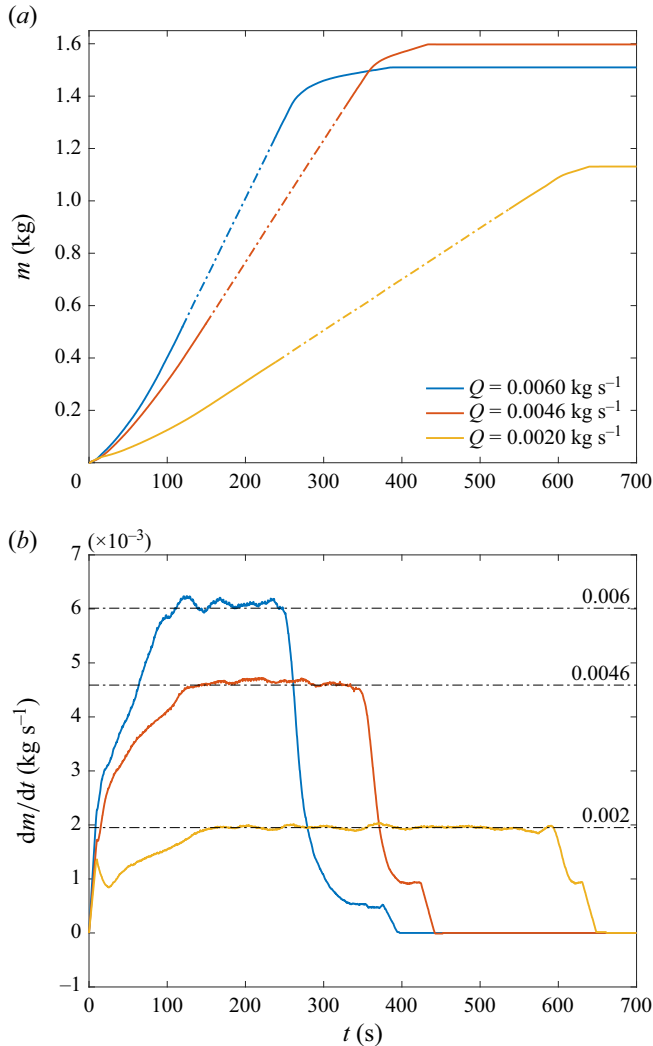 (a)
1.6
1.4
1.2
1.0
0.8
0.6
0.4
0.2
m (kg)
Q = 0.0060 kg s⁻¹
Q = 0.0046 kg s⁻¹
Q = 0.0020 kg s⁻¹
0 100 200 300 400 500 600 700
(b)
(×10⁻³)
7
6
5
4
3
2
1
0
−1
dm/dt (kg s⁻¹)
0.006
0.0046
0.002
0 100 200 300 400 500 600 700
t (s)